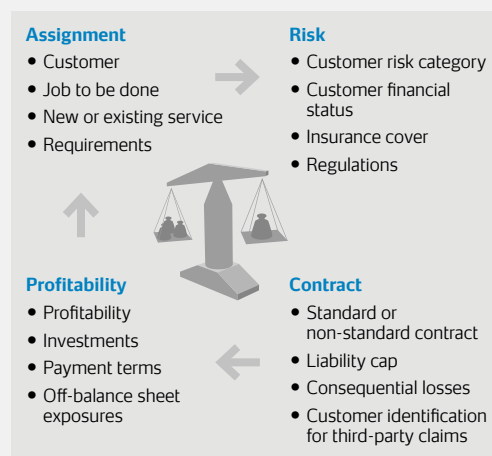 Assignment
• Customer
• Job to be done
• New or existing service
• Requirements
Risk
• Customer risk category
• Customer financial
status
• Insurance cover
• Regulations
Profitability
• Profitability
• Investments
• Payment terms
• Off-balance sheet
exposures
Contract
• Standard or
non-standard contract
• Liability cap
• Consequential losses
• Customer identification
for third-party claims